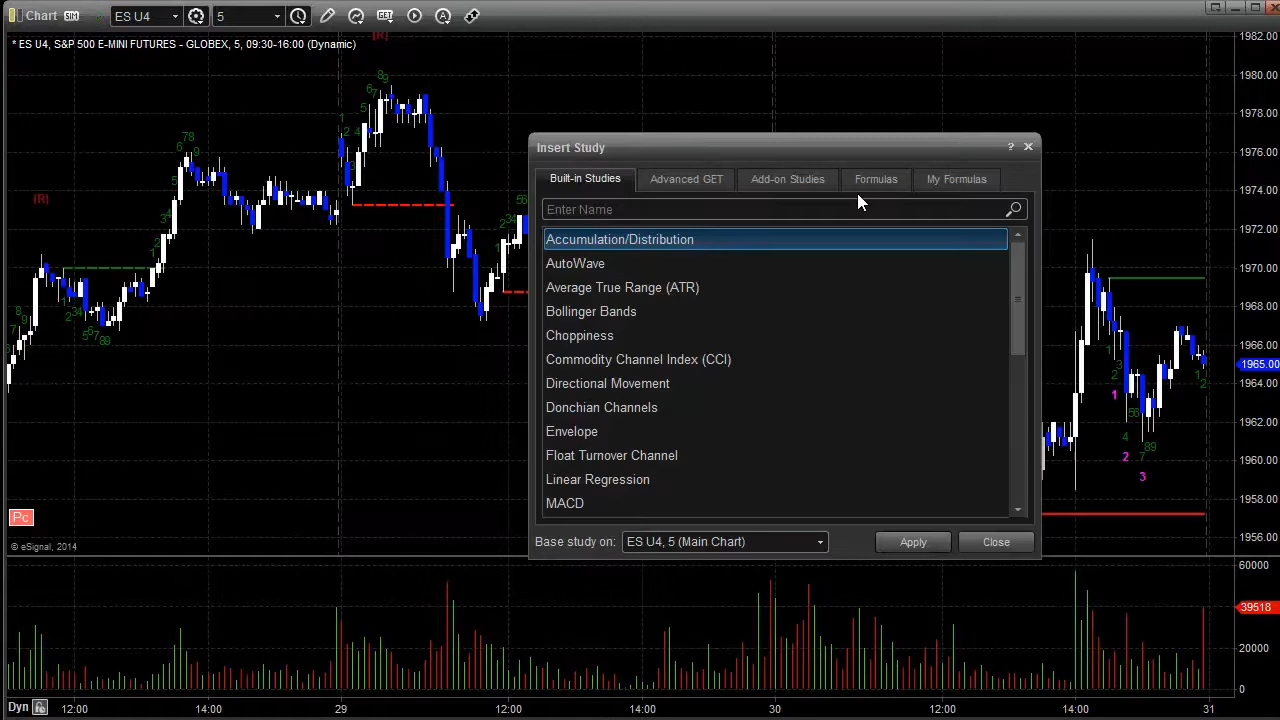 Chart SIM ES U4 5 GET A
* ES U4, S&P 500 E-MINI FUTURES - GLOBEX, 5, 09:30-16:00 (Dynamic)
[R]
[R]
Insert Study ?
Built-in Studies Advanced GET Add-on Studies Formulas My Formulas
Enter Name
Accumulation/Distribution
AutoWave
Average True Range (ATR)
Bollinger Bands
Choppiness
Commodity Channel Index (CCI)
Directional Movement
Donchian Channels
Envelope
Float Turnover Channel
Linear Regression
MACD
Base study on: ES U4, 5 (Main Chart) Apply Close
1982.00
1980.00
1978.00
1976.00
1974.00
1972.00
1970.00
1968.00
1966.00
1965.00
1964.00
1962.00
1960.00
1958.00
1956.00
1
2
3
Pc
© eSignal, 2014
60000
39518
20000
0
Dyn 12:00 14:00 29 12:00 14:00 30 12:00 14:00 31